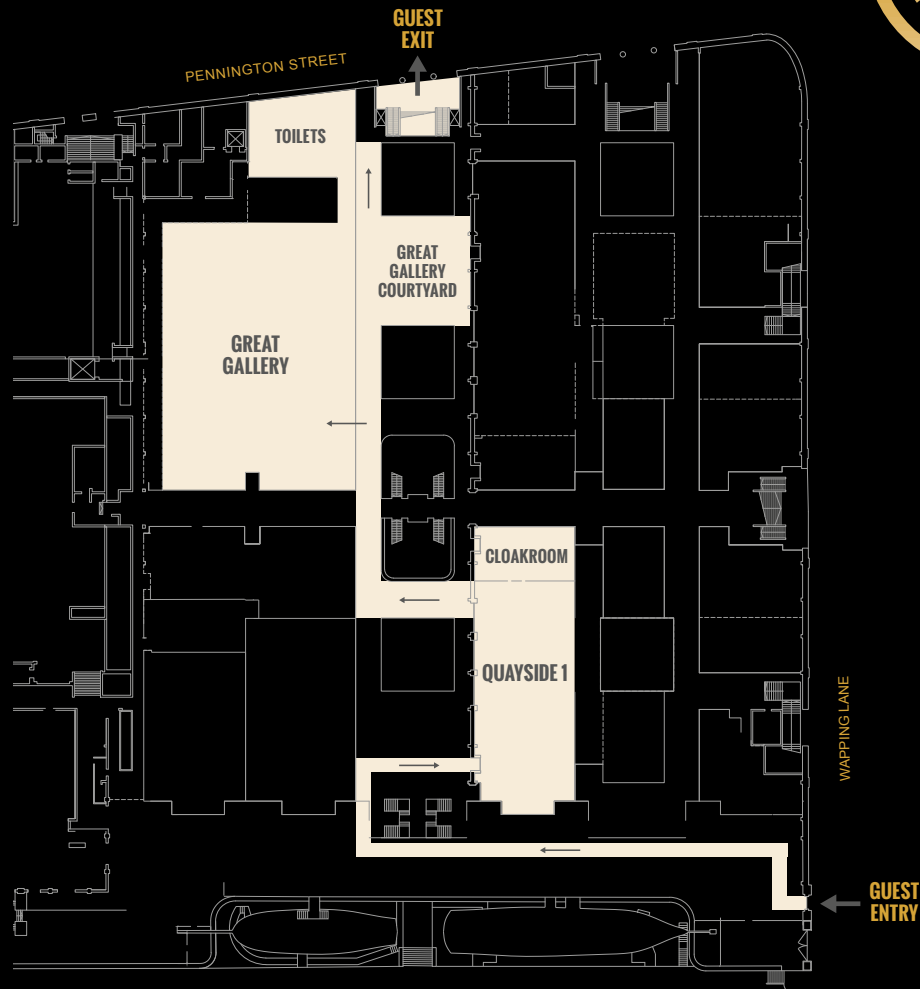 GUEST
EXIT
PENNINGTON STREET
TOILETS
GREAT
GALLERY
COURTYARD
GREAT
GALLERY
CLOAKROOM
QUAYSIDE 1
WAPPING LANE
GUEST
ENTRY